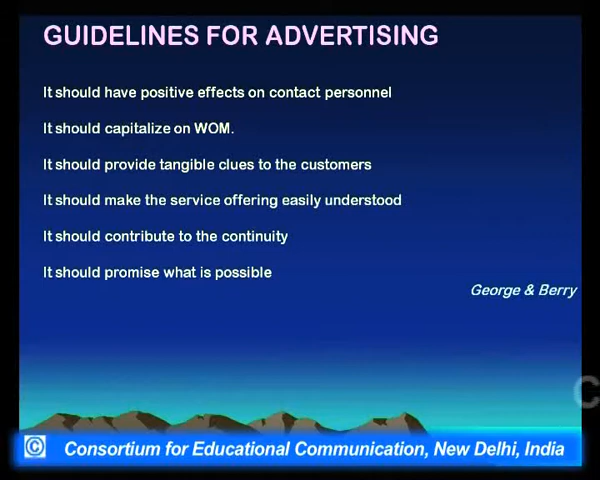 GUIDELINES FOR ADVERTISING
It should have positive effects on contact personnel
It should capitalize on WOM.
It should provide tangible clues to the customers
It should make the service offering easily understood
It should contribute to the continuity
It should promise what is possible
George & Berry
C
© Consortium for Educational Communication, New Delhi, India